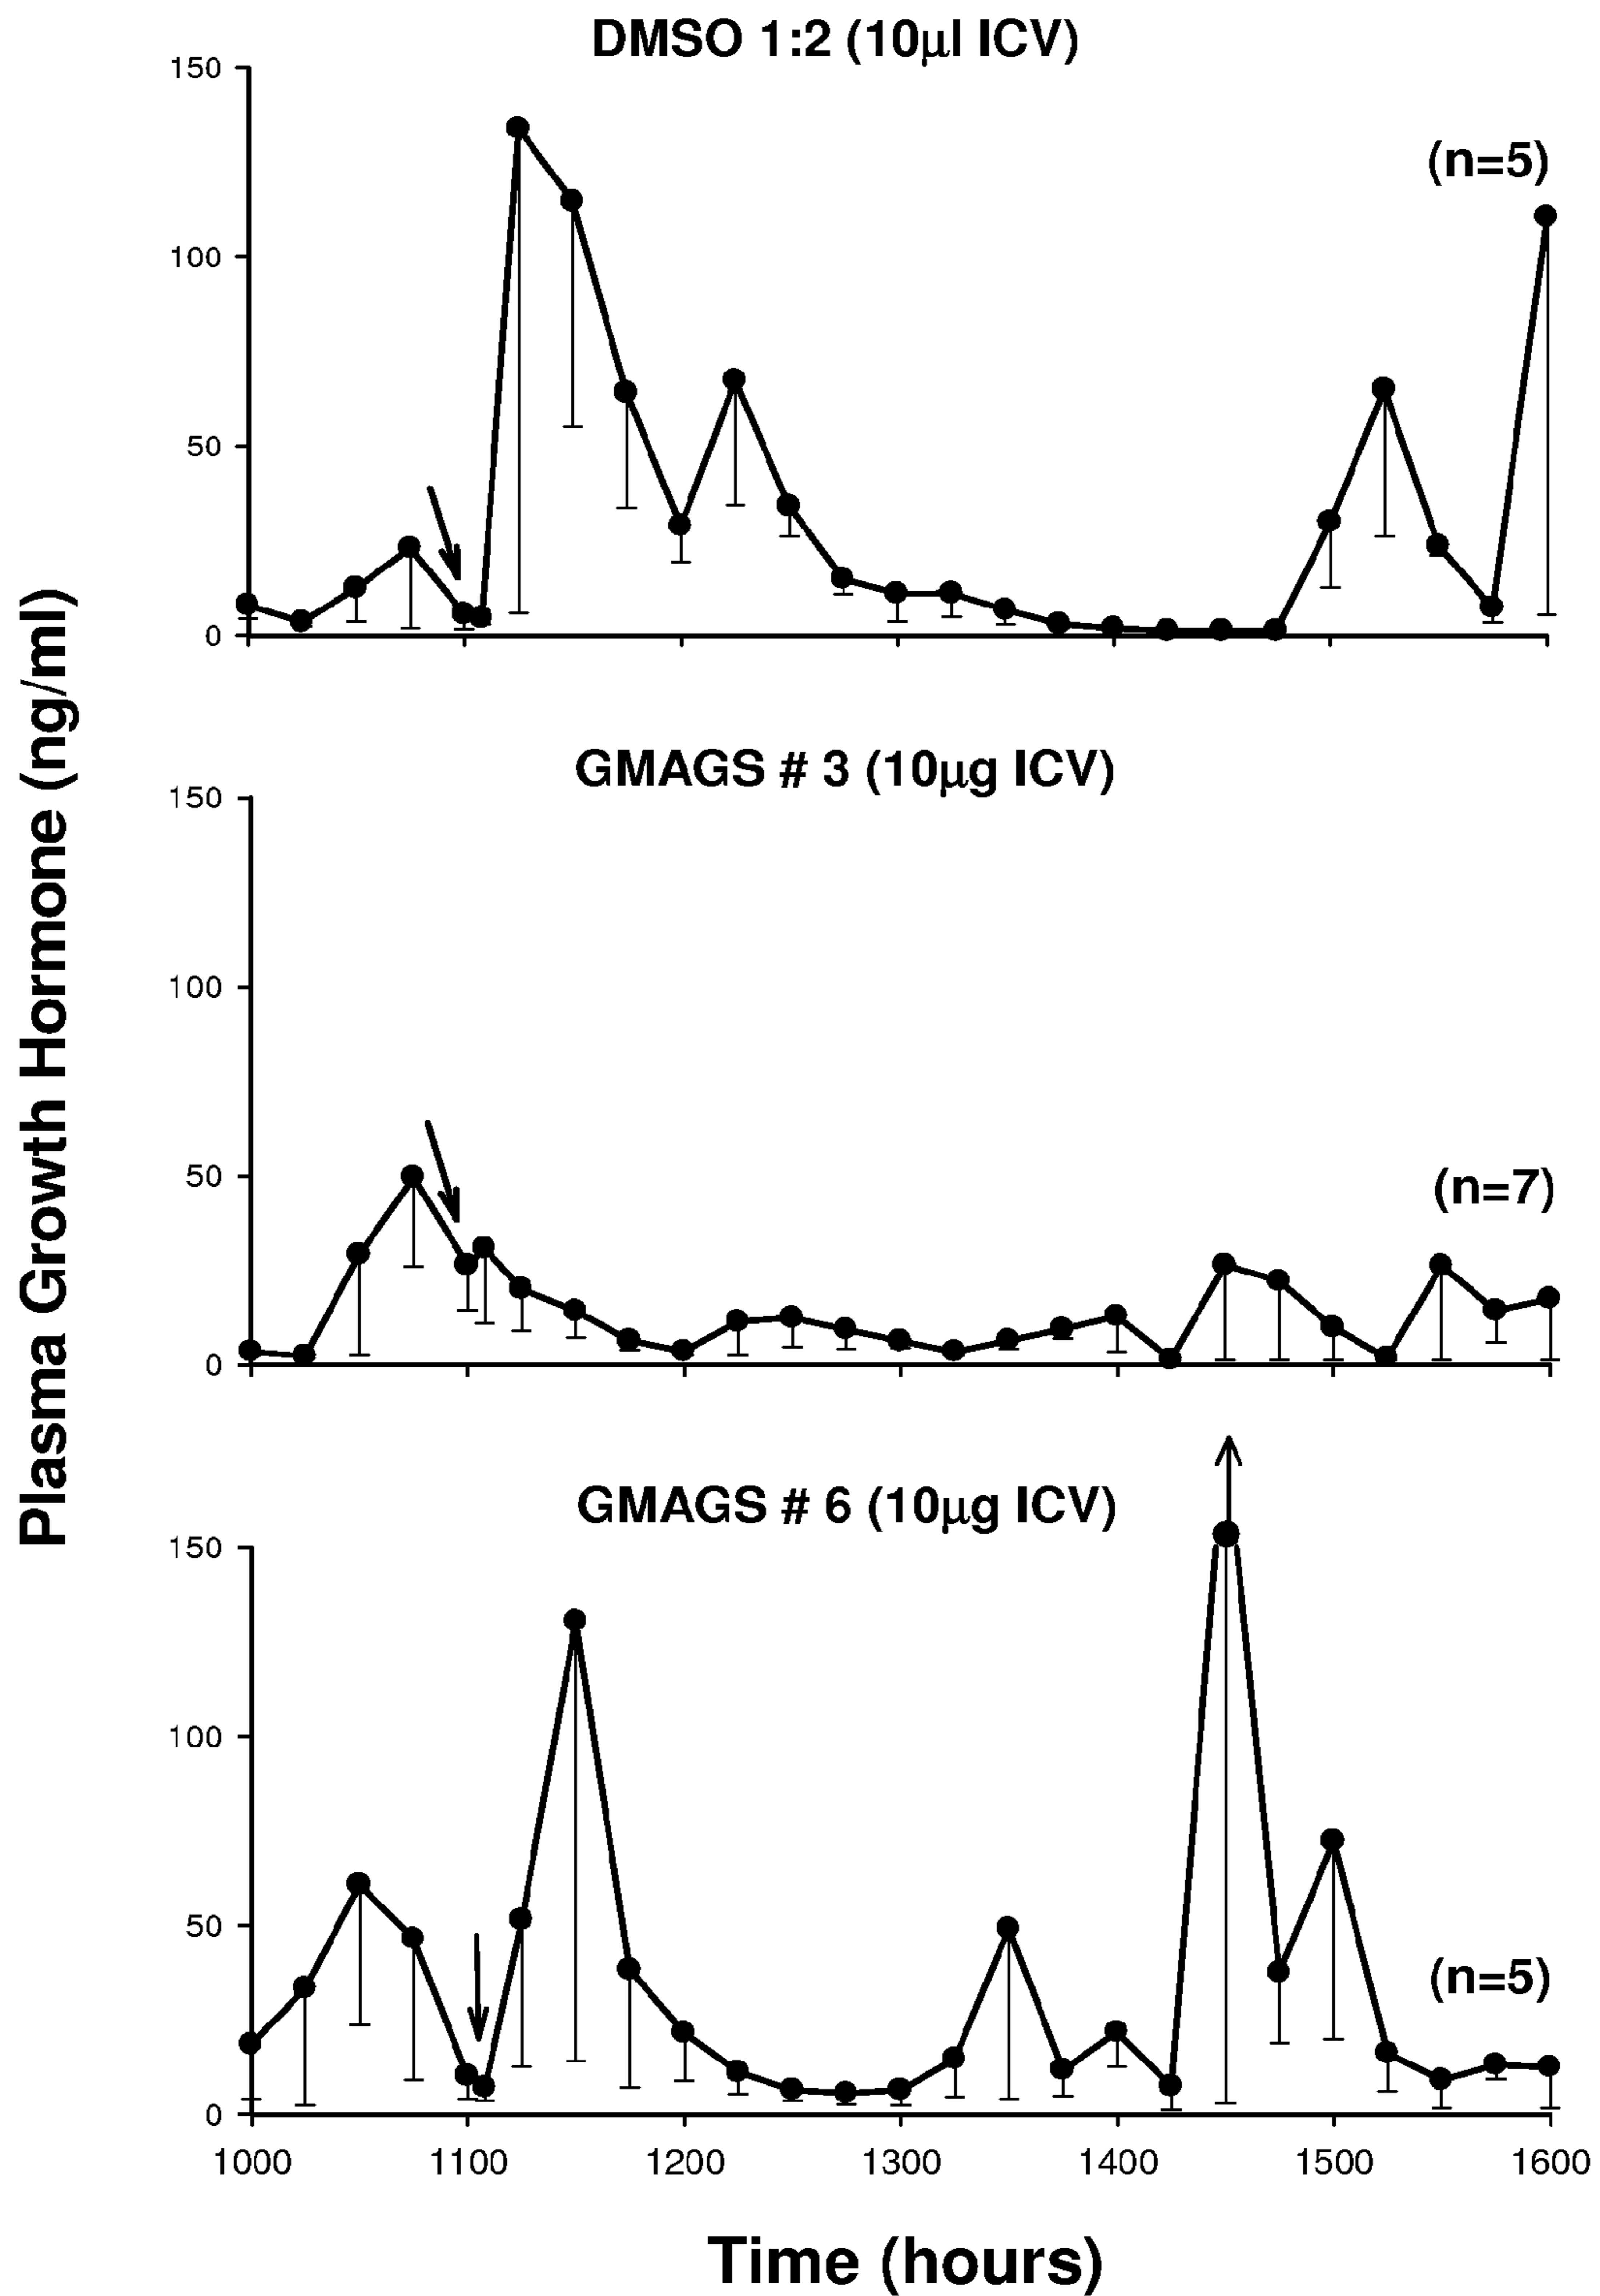 DMSO 1:2 (10μl ICV)
150
(n=5)
100
50
0
Plasma Growth Hormone (ng/ml)
GMAGS # 3 (10μg ICV)
150
100
50
(n=7)
0
GMAGS # 6 (10μg ICV)
150
100
50
(n=5)
0
1000 1100 1200 1300 1400 1500 1600
Time (hours)